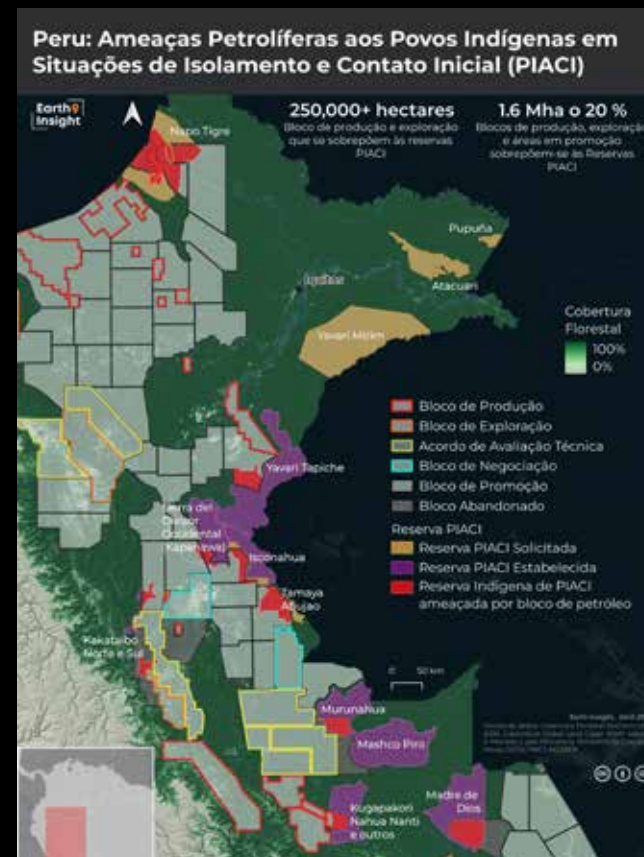 Peru: Ameaças Petrolíferas aos Povos Indígenas em
Situações de Isolamento e Contato Inicial (PIACI)
Earth
Insight
250,000+ hectares
Bloco de produção e exploração
que se sobrepõem às reservas
PIACI
1.6 Mha o 20 %
Blocos de produção, exploração
e áreas em promoção
sobrepõem-se às Reservas
PIACI
Napo Tigre
Pupuña
Atacuari
Iquitos
Yavari Mirim
Cobertura
Florestal
100%
0%
Bloco de Produção
Bloco de Exploração
Acordo de Avaliação Técnica
Bloco de Negociação
Bloco de Promoção
Bloco Abandonado
Reserva PIACI
Reserva PIACI Solicitada
Reserva PIACI Estabelecida
Reserva Indígena de PIACI
ameaçada por bloco de petróleo
Yavari Tapiche
Sierra del
Divisor
Occidental
Kapanawa
Isconahua
Tamaya
Abujao
Kakataibo
Norte e Sul
0 50 km
Murunahua
Mashco Piro
Kugapakori
Nahua Nanti
e outros
Madre de
Dios